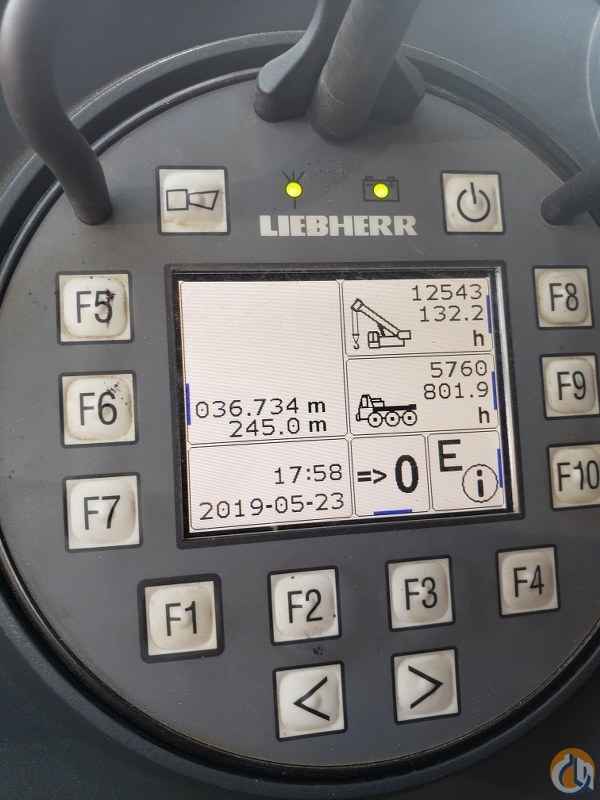 LIEBHERR
F5
F6
F7
F8
F9
F10
12543
132.2
h
5760
801.9
h
036.734 m
245.0 m
17:58
2019-05-23
=>0
E
i
F1
F2
F3
F4
<
>